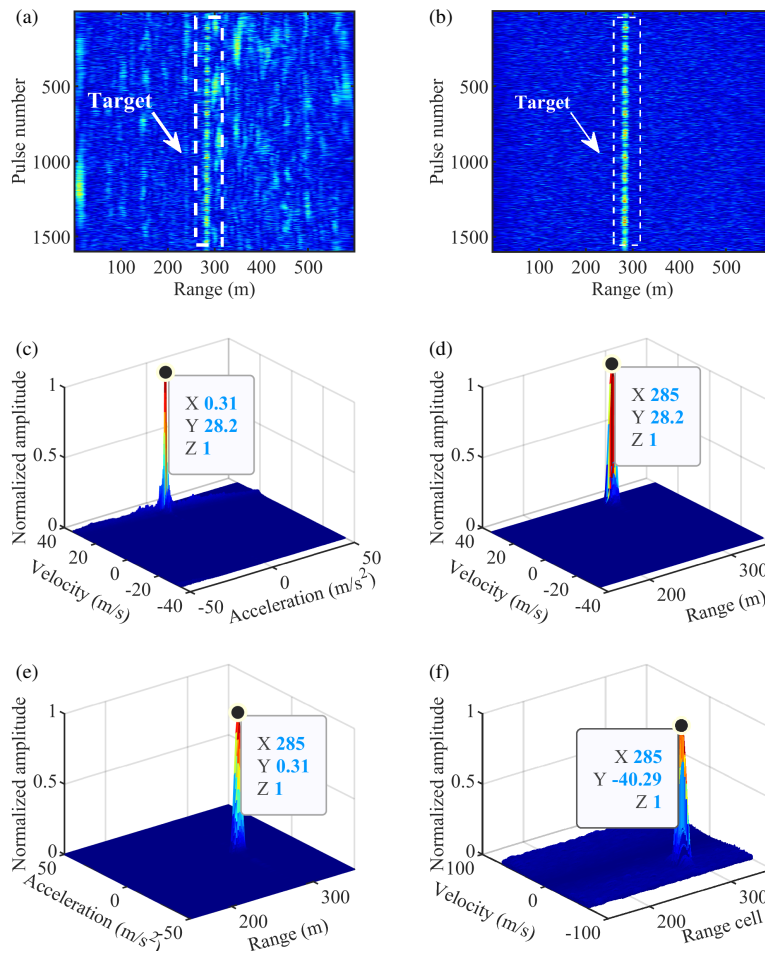 (a)
Target
Pulse number
500
1000
1500
100 200 300 400 500
Range (m)
(b)
Target
Pulse number
500
1000
1500
100 200 300 400 500
Range (m)
(c)
Normalized amplitude
1
0.5
0
X 0.31
Y 28.2
Z 1
40
20
0
-20
-40
Velocity (m/s)
-50
0
50
Acceleration (m/s²)
(d)
Normalized amplitude
1
0.5
0
X 285
Y 28.2
Z 1
40
20
0
-20
-40
Velocity (m/s)
200
300
Range (m)
(e)
Normalized amplitude
1
0.5
0
X 285
Y 0.31
Z 1
50
0
-50
Acceleration (m/s²)
200
300
Range (m)
(f)
Normalized amplitude
1
0.5
0
X 285
Y -40.29
Z 1
100
0
-100
Velocity (m/s)
200
300
Range cell